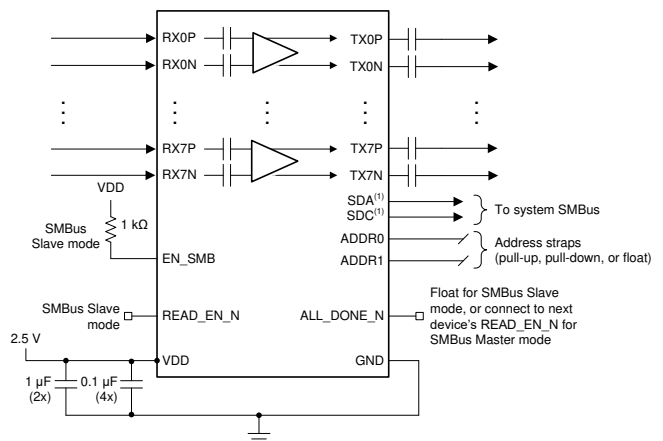 RX0P
TX0P
RX0N
TX0N
RX7P
TX7P
RX7N
TX7N
VDD
SDA(1)
SDC(1)
To system SMBus
1 kΩ
SMBus
Slave mode
ADDR0
ADDR1
Address straps
(pull-up, pull-down, or float)
EN_SMB
SMBus Slave
mode
READ_EN_N
ALL_DONE_N
Float for SMBus Slave
mode, or connect to next
device's READ_EN_N for
SMBus Master mode
2.5 V
VDD
GND
1 µF
(2x)
0.1 µF
(4x)